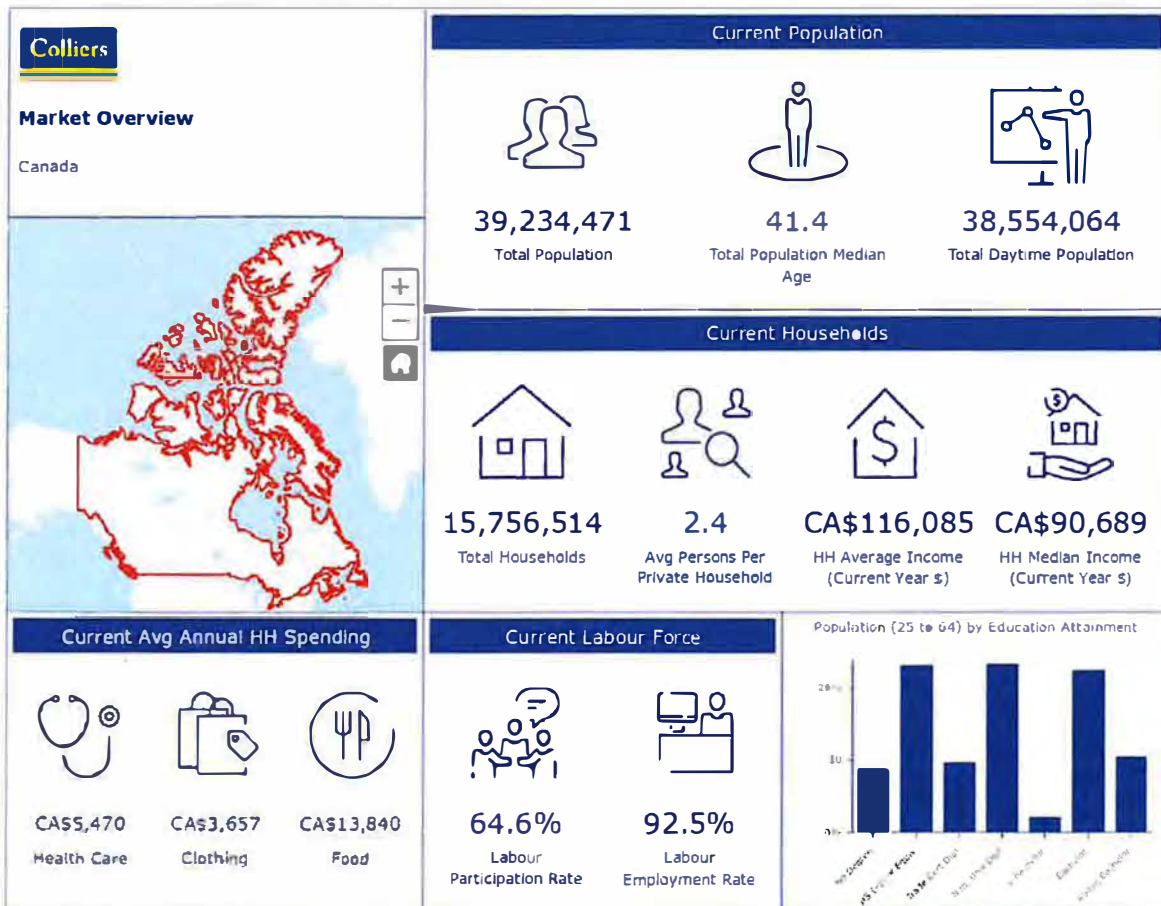 Colliers
Market Overview
Canada
Current Population
39,234,471
Total Population
41.4
Total Population Median
Age
38,554,064
Total Daytime Population
+
−
Current Households
15,756,514
Total Households
2.4
Avg Persons Per
Private Household
CA$116,085
HH Average Income
(Current Year $)
CA$90,689
HH Median Income
(Current Year $)
Current Avg Annual HH Spending
CA$5,470
Health Care
CA$3,657
Clothing
CA$13,840
Food
Current Labour Force
64.6%
Labour
Participation Rate
92.5%
Labour
Employment Rate
Population (25 to 64) by Education Attainment